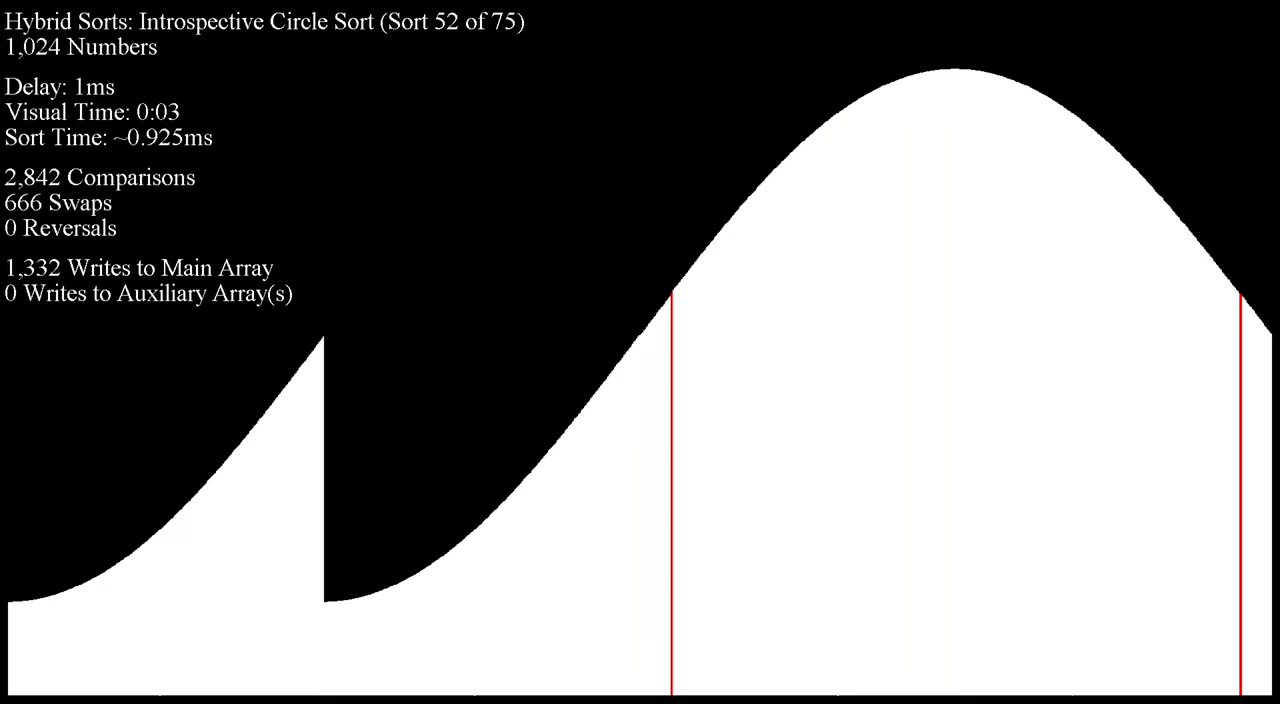 Hybrid Sorts: Introspective Circle Sort (Sort 52 of 75)
1,024 Numbers
Delay: 1ms
Visual Time: 0:03
Sort Time: ~0.925ms
2,842 Comparisons
666 Swaps
0 Reversals
1,332 Writes to Main Array
0 Writes to Auxiliary Array(s)